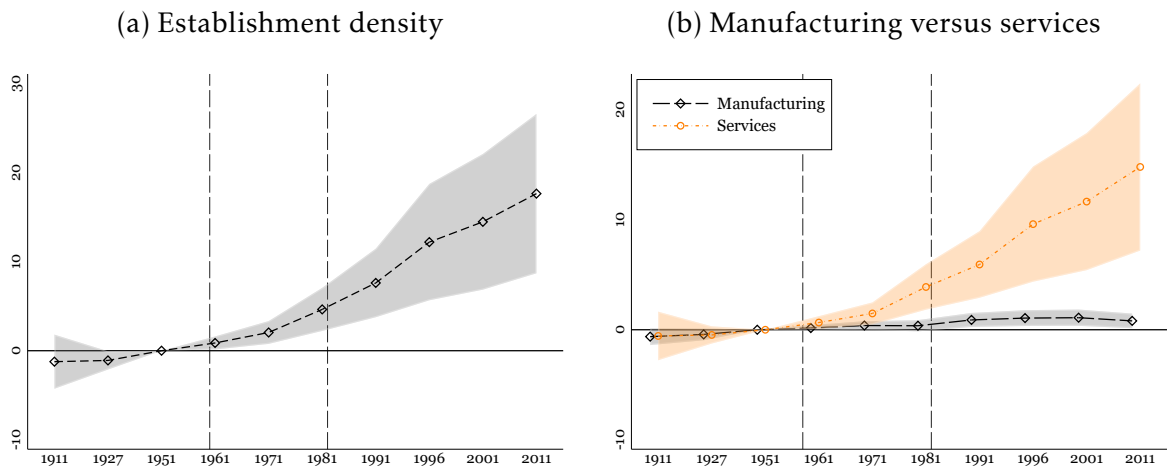 (a) Establishment density
30
20
10
0
-10
1911 1927 1951 1961 1971 1981 1991 1996 2001 2011
(b) Manufacturing versus services
Manufacturing
Services
20
10
0
-10
1911 1927 1951 1961 1971 1981 1991 1996 2001 2011